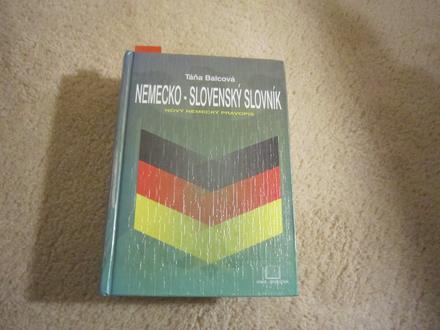 Táňa Balcová
NEMECKO - SLOVENSKÝ SLOVNÍK
NOVÝ NEMECKÝ PRAVOPIS